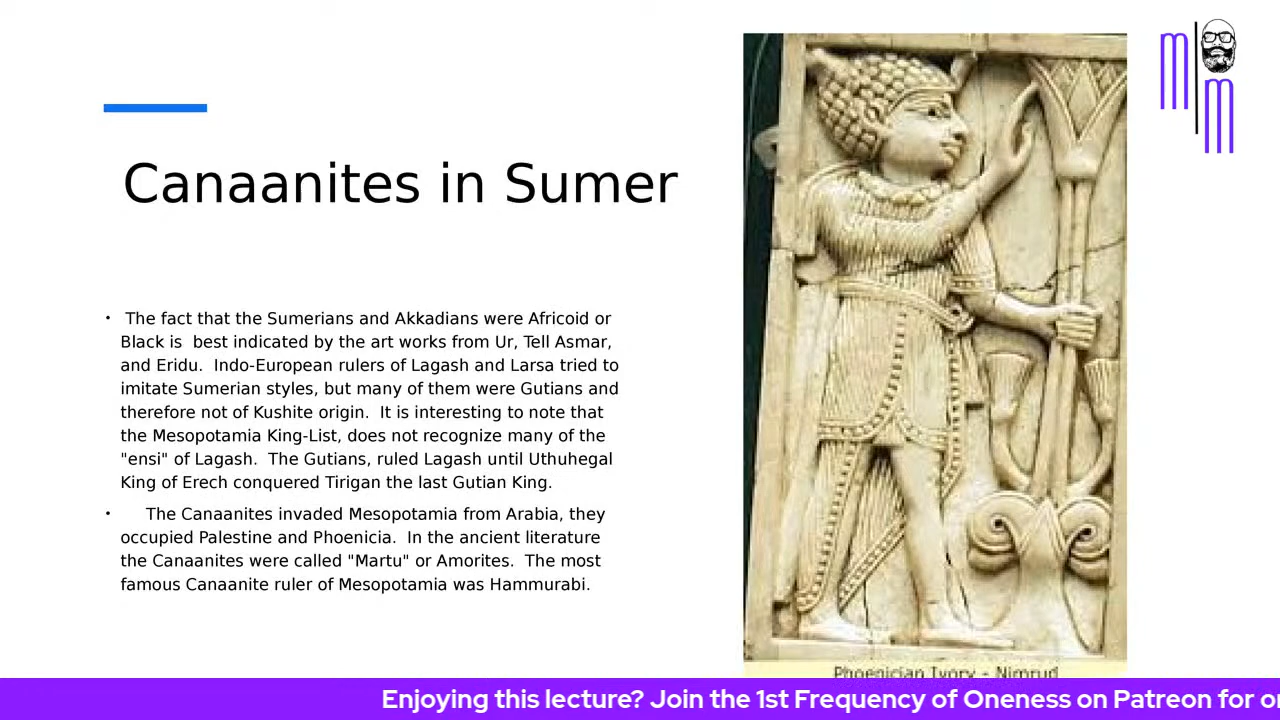 Canaanites in Sumer
• The fact that the Sumerians and Akkadians were Africoid or
Black is  best indicated by the art works from Ur, Tell Asmar,
and Eridu.  Indo-European rulers of Lagash and Larsa tried to
imitate Sumerian styles, but many of them were Gutians and
therefore not of Kushite origin.  It is interesting to note that
the Mesopotamia King-List, does not recognize many of the
"ensi" of Lagash.  The Gutians, ruled Lagash until Uthuhegal
King of Erech conquered Tirigan the last Gutian King.
• The Canaanites invaded Mesopotamia from Arabia, they
occupied Palestine and Phoenicia.  In the ancient literature
the Canaanites were called "Martu" or Amorites.  The most
famous Canaanite ruler of Mesopotamia was Hammurabi.
m
m
Phoenician Ivory - Nimrud
Enjoying this lecture? Join the 1st Frequency of Oneness on Patreon for